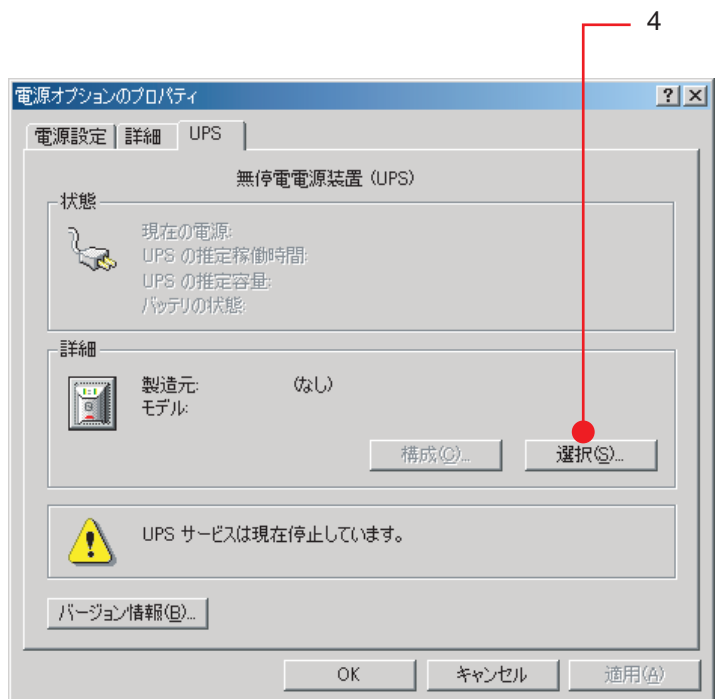 4
電源オプションのプロパティ
電源設定 詳細 UPS
無停電電源装置 (UPS)
状態
現在の電源:
UPS の推定稼働時間:
UPS の推定容量:
バッテリの状態:
詳細
製造元: (なし)
モデル:
構成(C)... 選択(S)...
UPS サービスは現在停止しています。
バージョン情報(B)...
OK キャンセル 適用(A)